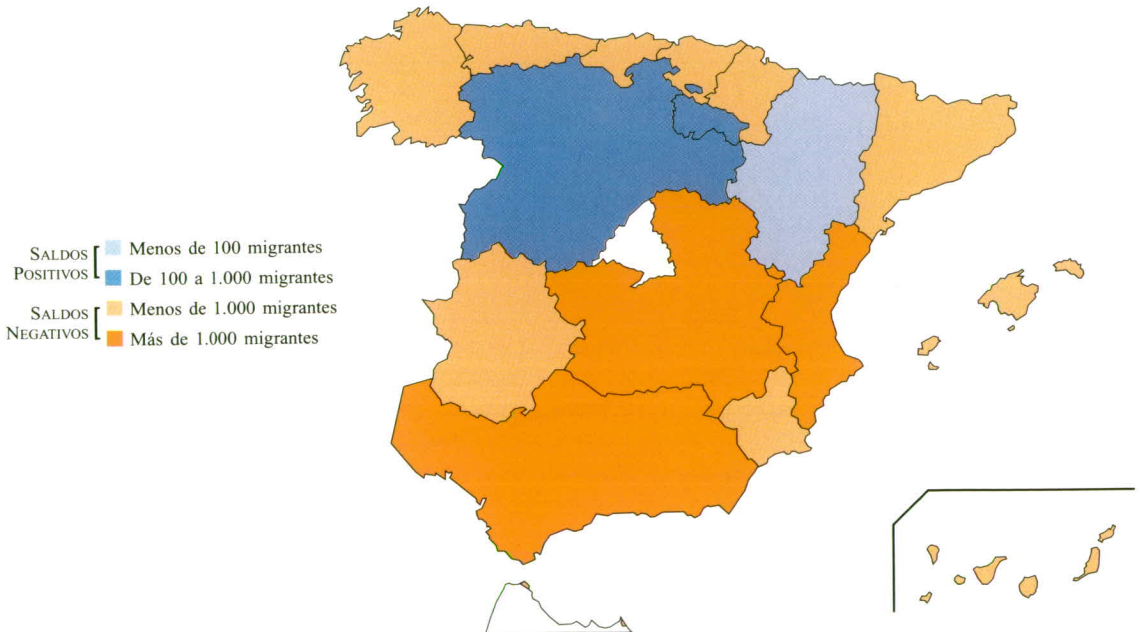 SALDOS POSITIVOS
Menos de 100 migrantes
De 100 a 1.000 migrantes
SALDOS NEGATIVOS
Menos de 1.000 migrantes
Más de 1.000 migrantes